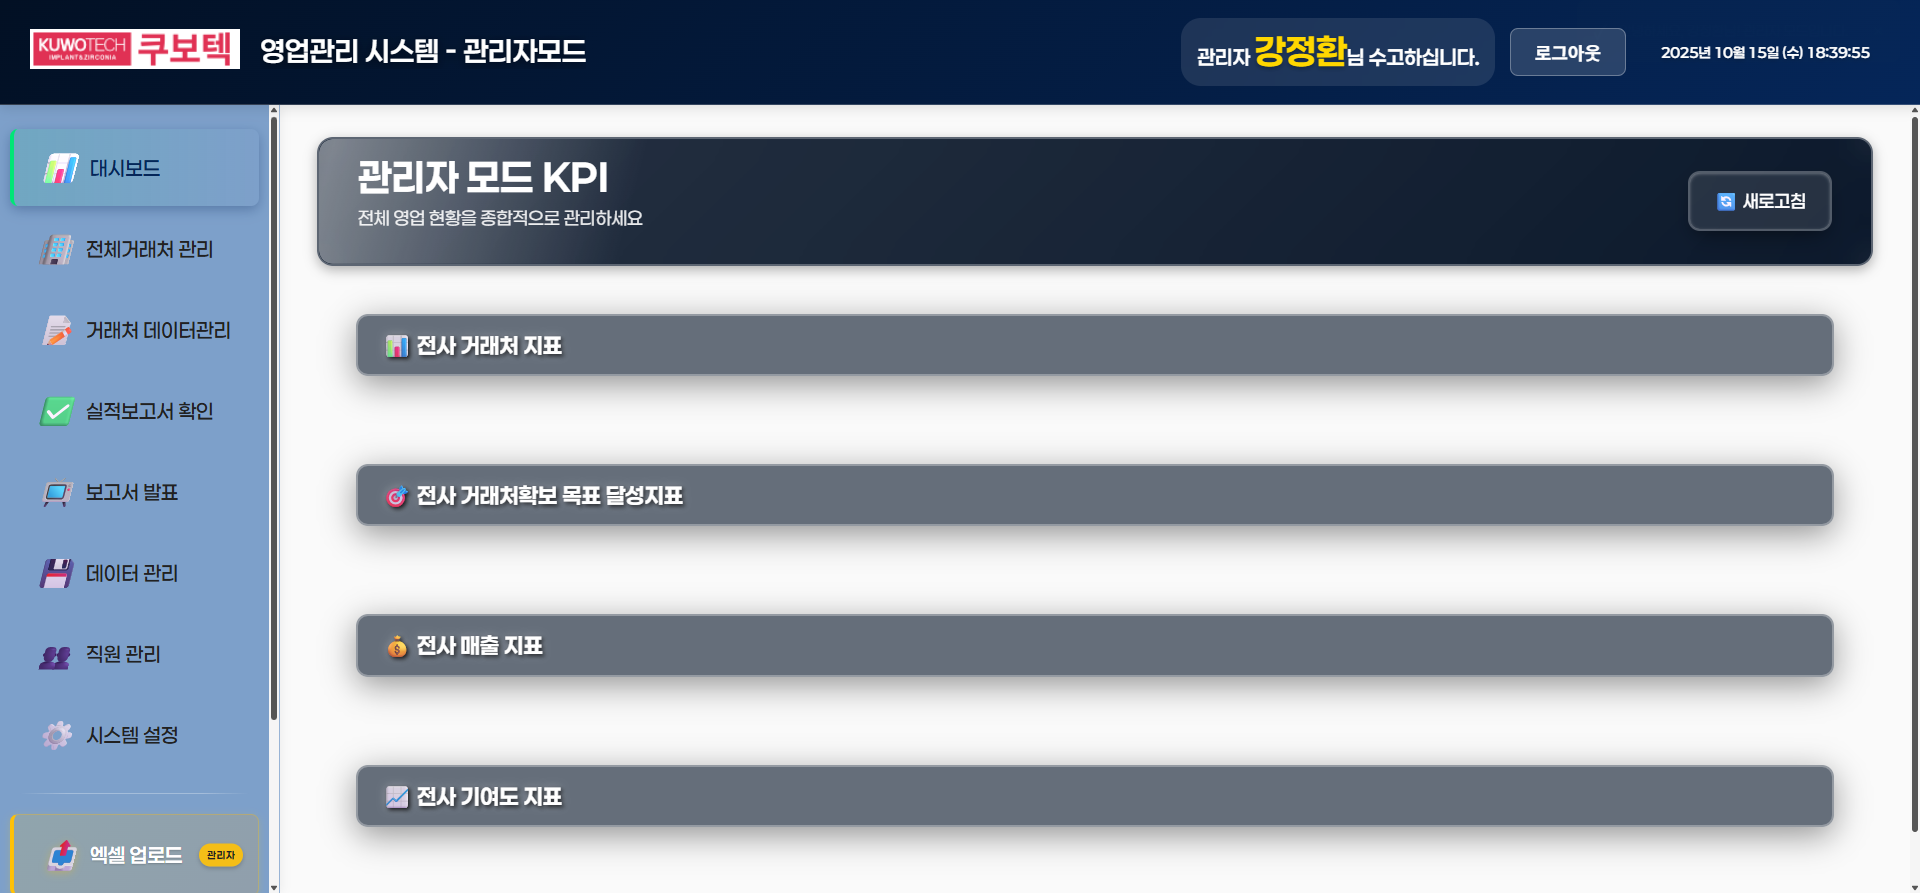 KUWOTECH
IMPLANT&ZIRCONIA
쿠보텍
영업관리 시스템 - 관리자모드
관리자 강정환님 수고하십니다.
로그아웃
2025년 10월 15일 (수) 18:39:55
대시보드
전체거래처 관리
거래처 데이터관리
실적보고서 확인
보고서 발표
데이터 관리
직원 관리
시스템 설정
엑셀 업로드
관리자
관리자 모드 KPI
전체 영업 현황을 종합적으로 관리하세요
새로고침
전사 거래처 지표
전사 거래처확보 목표 달성지표
전사 매출 지표
전사 기여도 지표